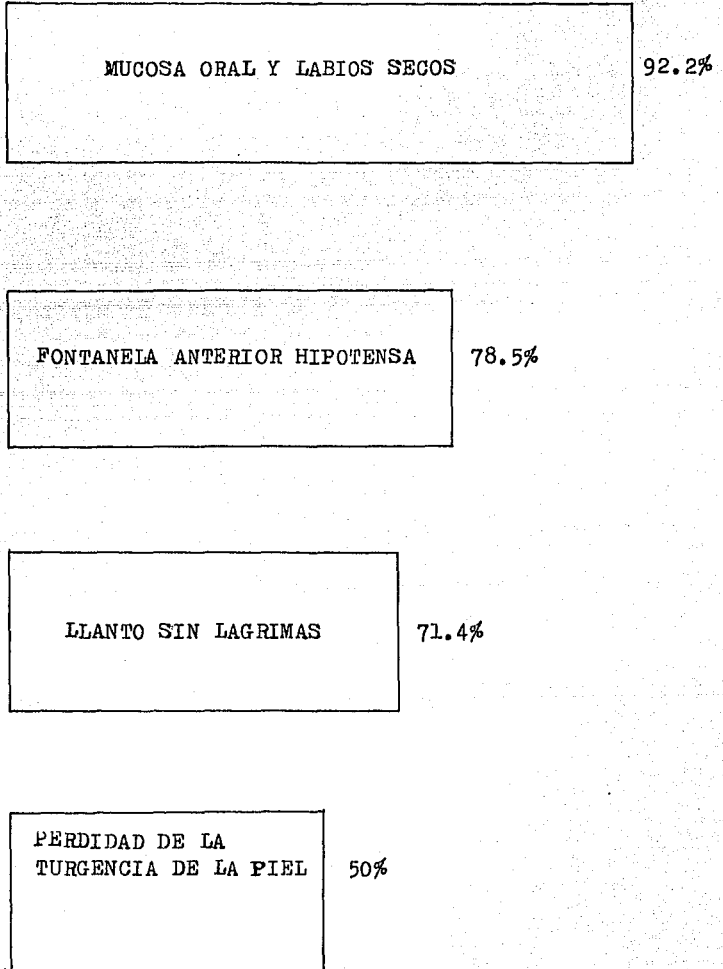 MUCOSA ORAL Y LABIOS SECOS 92.2%
FONTANELA ANTERIOR HIPOTENSA 78.5%
LLANTO SIN LAGRIMAS 71.4%
PERDIDAD DE LA
TURGENCIA DE LA PIEL 50%